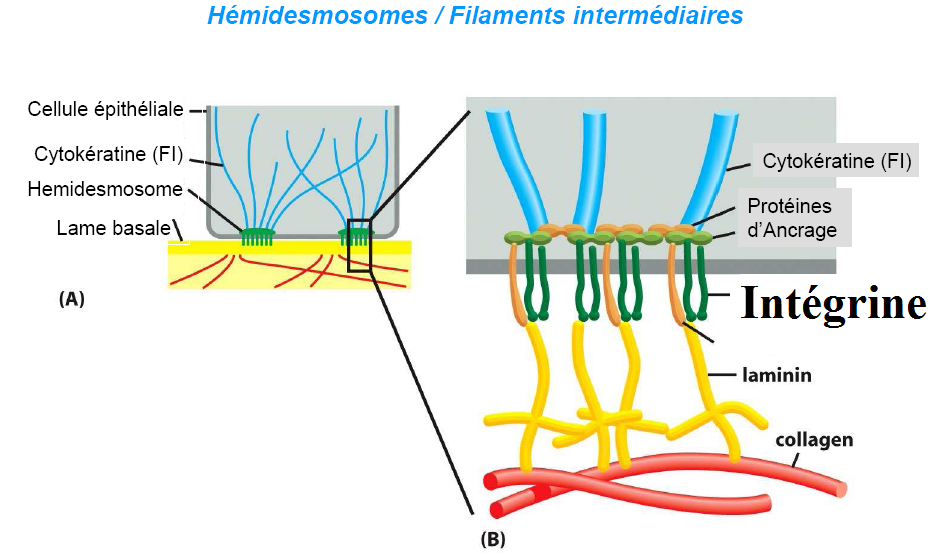 Hémidesmosomes / Filaments intermédiaires
Cellule épithéliale
Cytokératine (FI)
Hemidesmosome
Lame basale
(A)
Cytokératine (FI)
Protéines
d'Ancrage
Intégrine
laminin
collagen
(B)